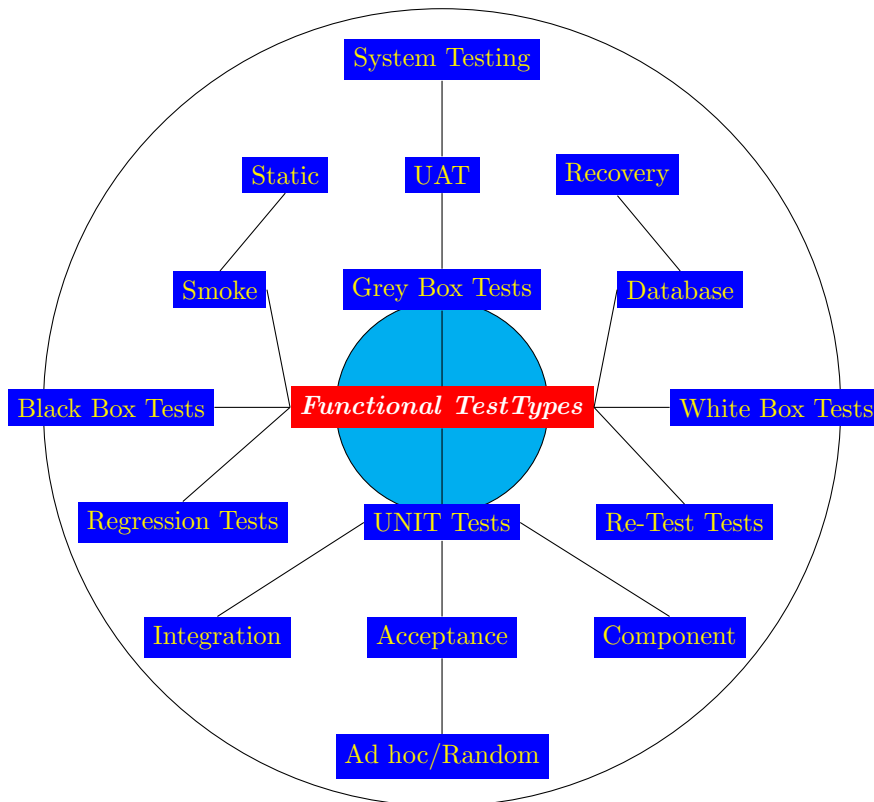 System Testing
Static
UAT
Recovery
Smoke
Grey Box Tests
Database
Black Box Tests
Functional TestTypes
White Box Tests
Regression Tests
UNIT Tests
Re-Test Tests
Integration
Acceptance
Component
Ad hoc/Random